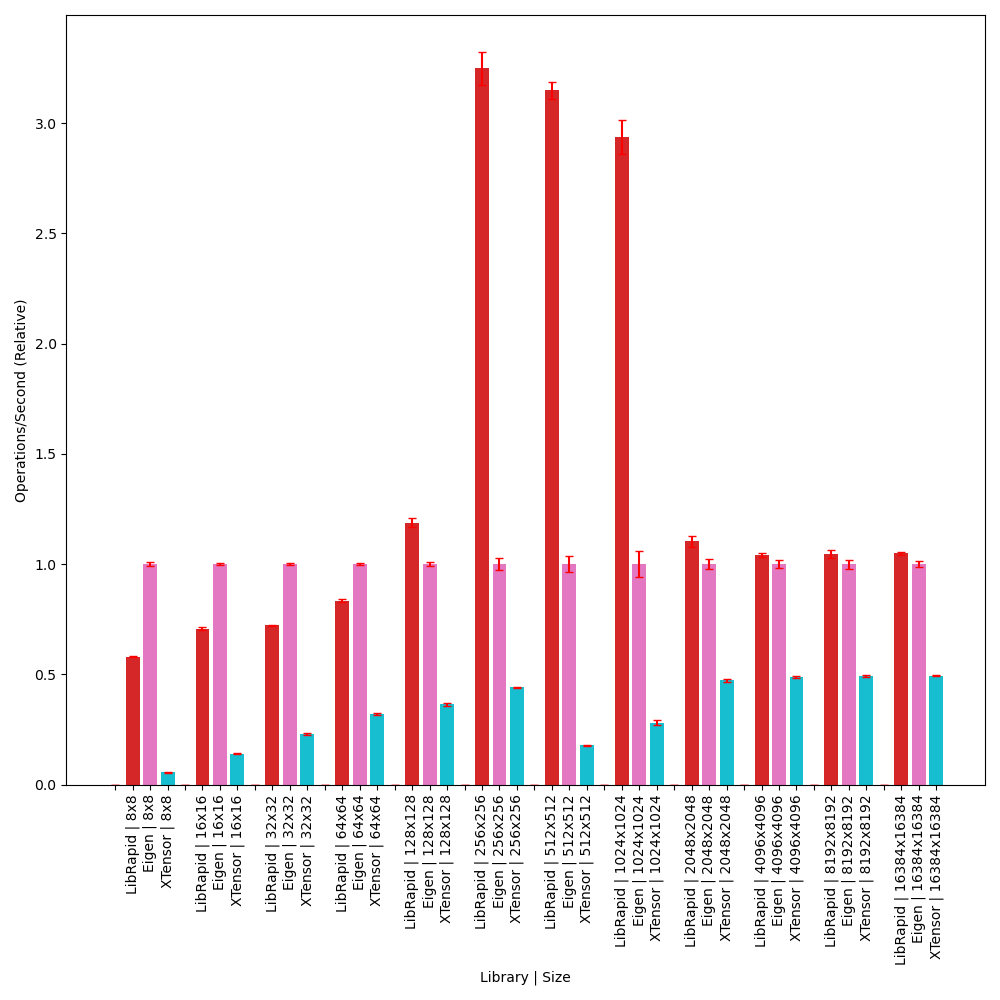 Operations/Second (Relative)
3.0
2.5
2.0
1.5
1.0
0.5
0.0
LibRapid | 8x8
Eigen | 8x8
XTensor | 8x8
LibRapid | 16x16
Eigen | 16x16
XTensor | 16x16
LibRapid | 32x32
Eigen | 32x32
XTensor | 32x32
LibRapid | 64x64
Eigen | 64x64
XTensor | 64x64
LibRapid | 128x128
Eigen | 128x128
XTensor | 128x128
LibRapid | 256x256
Eigen | 256x256
XTensor | 256x256
LibRapid | 512x512
Eigen | 512x512
XTensor | 512x512
LibRapid | 1024x1024
Eigen | 1024x1024
XTensor | 1024x1024
LibRapid | 2048x2048
Eigen | 2048x2048
XTensor | 2048x2048
LibRapid | 4096x4096
Eigen | 4096x4096
XTensor | 4096x4096
LibRapid | 8192x8192
Eigen | 8192x8192
XTensor | 8192x8192
LibRapid | 16384x16384
Eigen | 16384x16384
XTensor | 16384x16384
Library | Size